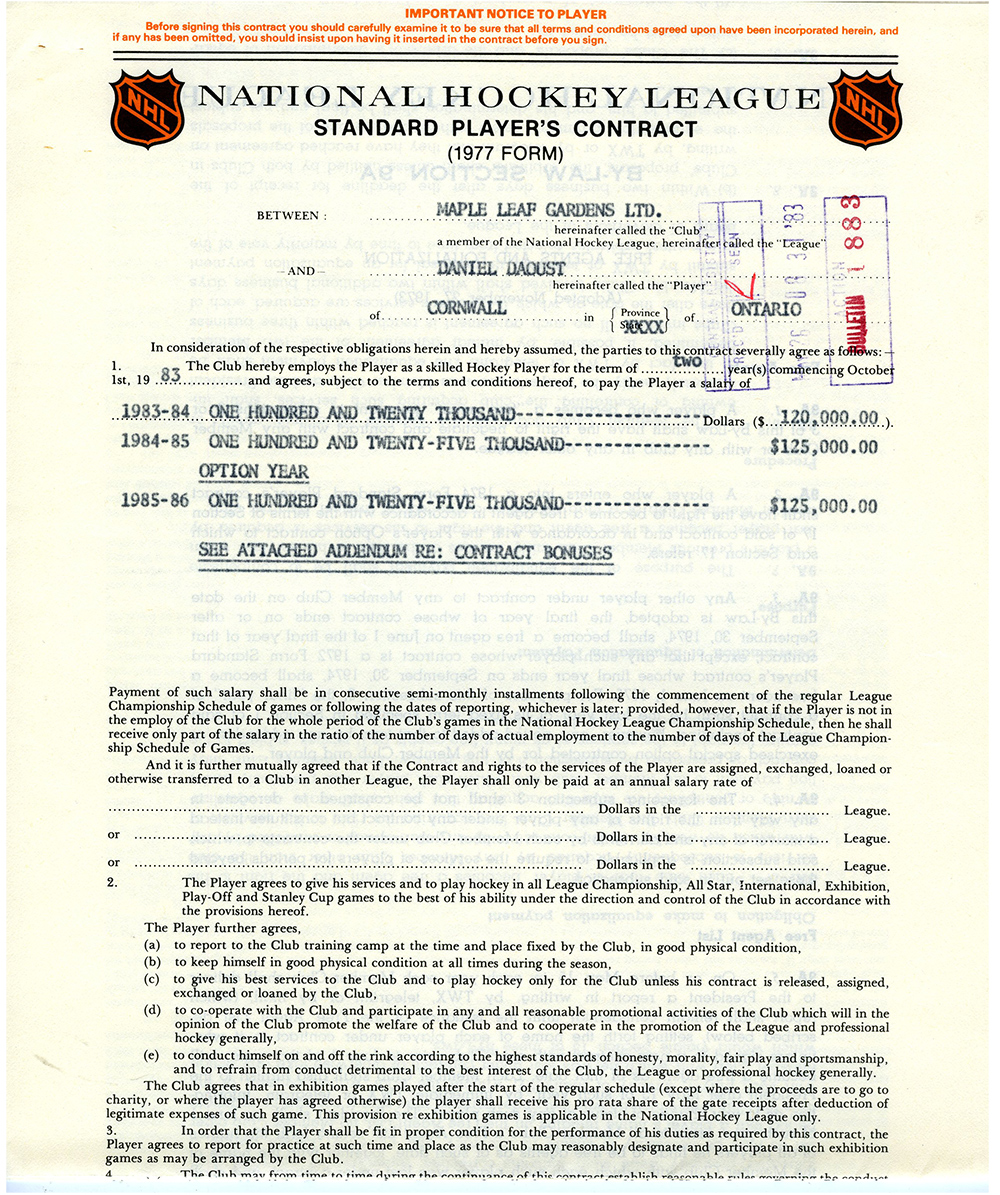 IMPORTANT NOTICE TO PLAYER
Before signing this contract you should carefully examine it to be sure that all terms and conditions agreed upon have been incorporated herein, and
if any has been omitted, you should insist upon having it inserted in the contract before you sign.
NHL NATIONAL HOCKEY LEAGUE NHL
STANDARD PLAYER'S CONTRACT
(1977 FORM)
BETWEEN: MAPLE LEAF GARDENS LTD.
hereinafter called the "Club",
a member of the National Hockey League, hereinafter called the "League"
—AND— DANIEL DAOUST
hereinafter called the "Player"
of CORNWALL in { Province } of ONTARIO
{ State XXXX }
CENTRAL REGISTRY
REC'D SEEN
31 '83
ACTION
BULLETIN 1 883
In consideration of the respective obligations herein and hereby assumed, the parties to this contract severally agree as follows: —
1. The Club hereby employs the Player as a skilled Hockey Player for the term of two year(s) commencing October
1st, 19 83 and agrees, subject to the terms and conditions hereof, to pay the Player a salary of
1983-84 ONE HUNDRED AND TWENTY THOUSAND-------------------- Dollars ($ 120,000.00 ).
1984-85 ONE HUNDRED AND TWENTY-FIVE THOUSAND--------------- $125,000.00
OPTION YEAR
1985-86 ONE HUNDRED AND TWENTY-FIVE THOUSAND--------------- $125,000.00
SEE ATTACHED ADDENDUM RE: CONTRACT BONUSES
Payment of such salary shall be in consecutive semi-monthly installments following the commencement of the regular League
Championship Schedule of games or following the dates of reporting, whichever is later; provided, however, that if the Player is not in
the employ of the Club for the whole period of the Club's games in the National Hockey League Championship Schedule, then he shall
receive only part of the salary in the ratio of the number of days of actual employment to the number of days of the League Champion-
ship Schedule of Games.
And it is further mutually agreed that if the Contract and rights to the services of the Player are assigned, exchanged, loaned or
otherwise transferred to a Club in another League, the Player shall only be paid at an annual salary rate of
.................... Dollars in the .................... League.
or .................... Dollars in the .................... League.
or .................... Dollars in the .................... League.
2. The Player agrees to give his services and to play hockey in all League Championship, All Star, International, Exhibition,
Play-Off and Stanley Cup games to the best of his ability under the direction and control of the Club in accordance with
the provisions hereof.
The Player further agrees,
(a) to report to the Club training camp at the time and place fixed by the Club, in good physical condition,
(b) to keep himself in good physical condition at all times during the season,
(c) to give his best services to the Club and to play hockey only for the Club unless his contract is released, assigned,
exchanged or loaned by the Club,
(d) to co-operate with the Club and participate in any and all reasonable promotional activities of the Club which will in the
opinion of the Club promote the welfare of the Club and to cooperate in the promotion of the League and professional
hockey generally,
(e) to conduct himself on and off the rink according to the highest standards of honesty, morality, fair play and sportsmanship,
and to refrain from conduct detrimental to the best interest of the Club, the League or professional hockey generally.
The Club agrees that in exhibition games played after the start of the regular schedule (except where the proceeds are to go to
charity, or where the player has agreed otherwise) the player shall receive his pro rata share of the gate receipts after deduction of
legitimate expenses of such game. This provision re exhibition games is applicable in the National Hockey League only.
3. In order that the Player shall be fit in proper condition for the performance of his duties as required by this contract, the
Player agrees to report for practice at such time and place as the Club may reasonably designate and participate in such exhibition
games as may be arranged by the Club.
4. The Club may from time to time during the continuance of this contract establish reasonable rules governing the conduct